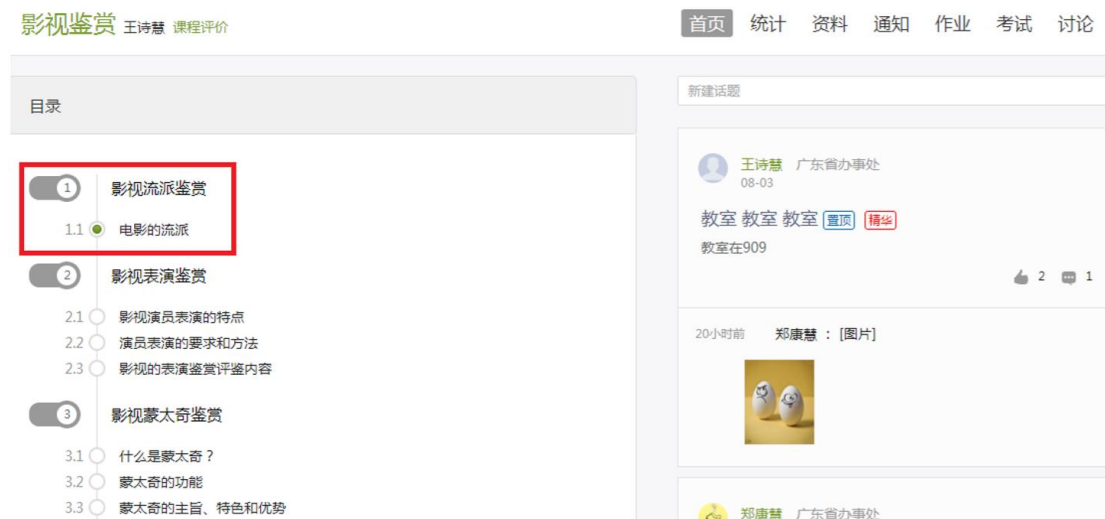 影视鉴赏 王诗慧 课程评价
首页 统计 资料 通知 作业 考试 讨论
目录
1 影视流派鉴赏
1.1 电影的流派
2 影视表演鉴赏
2.1 影视演员表演的特点
2.2 演员表演的要求和方法
2.3 影视的表演鉴赏评鉴内容
3 影视蒙太奇鉴赏
3.1 什么是蒙太奇？
3.2 蒙太奇的功能
3.3 蒙太奇的主旨、特色和优势
新建话题
王诗慧 广东省办事处
08-03
教室 教室 教室 置顶 精华
教室在909
2 1
20小时前 郑康慧 ： [图片]
郑康慧 广东省办事处